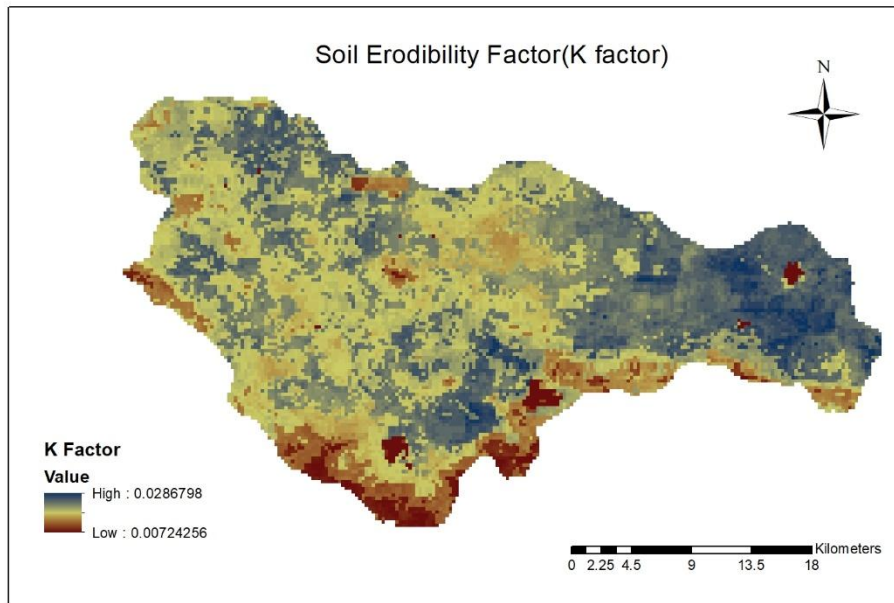 Soil Erodibility Factor(K factor)
N
K Factor
Value
High : 0.0286798
Low : 0.00724256
Kilometers
0 2.25 4.5 9 13.5 18